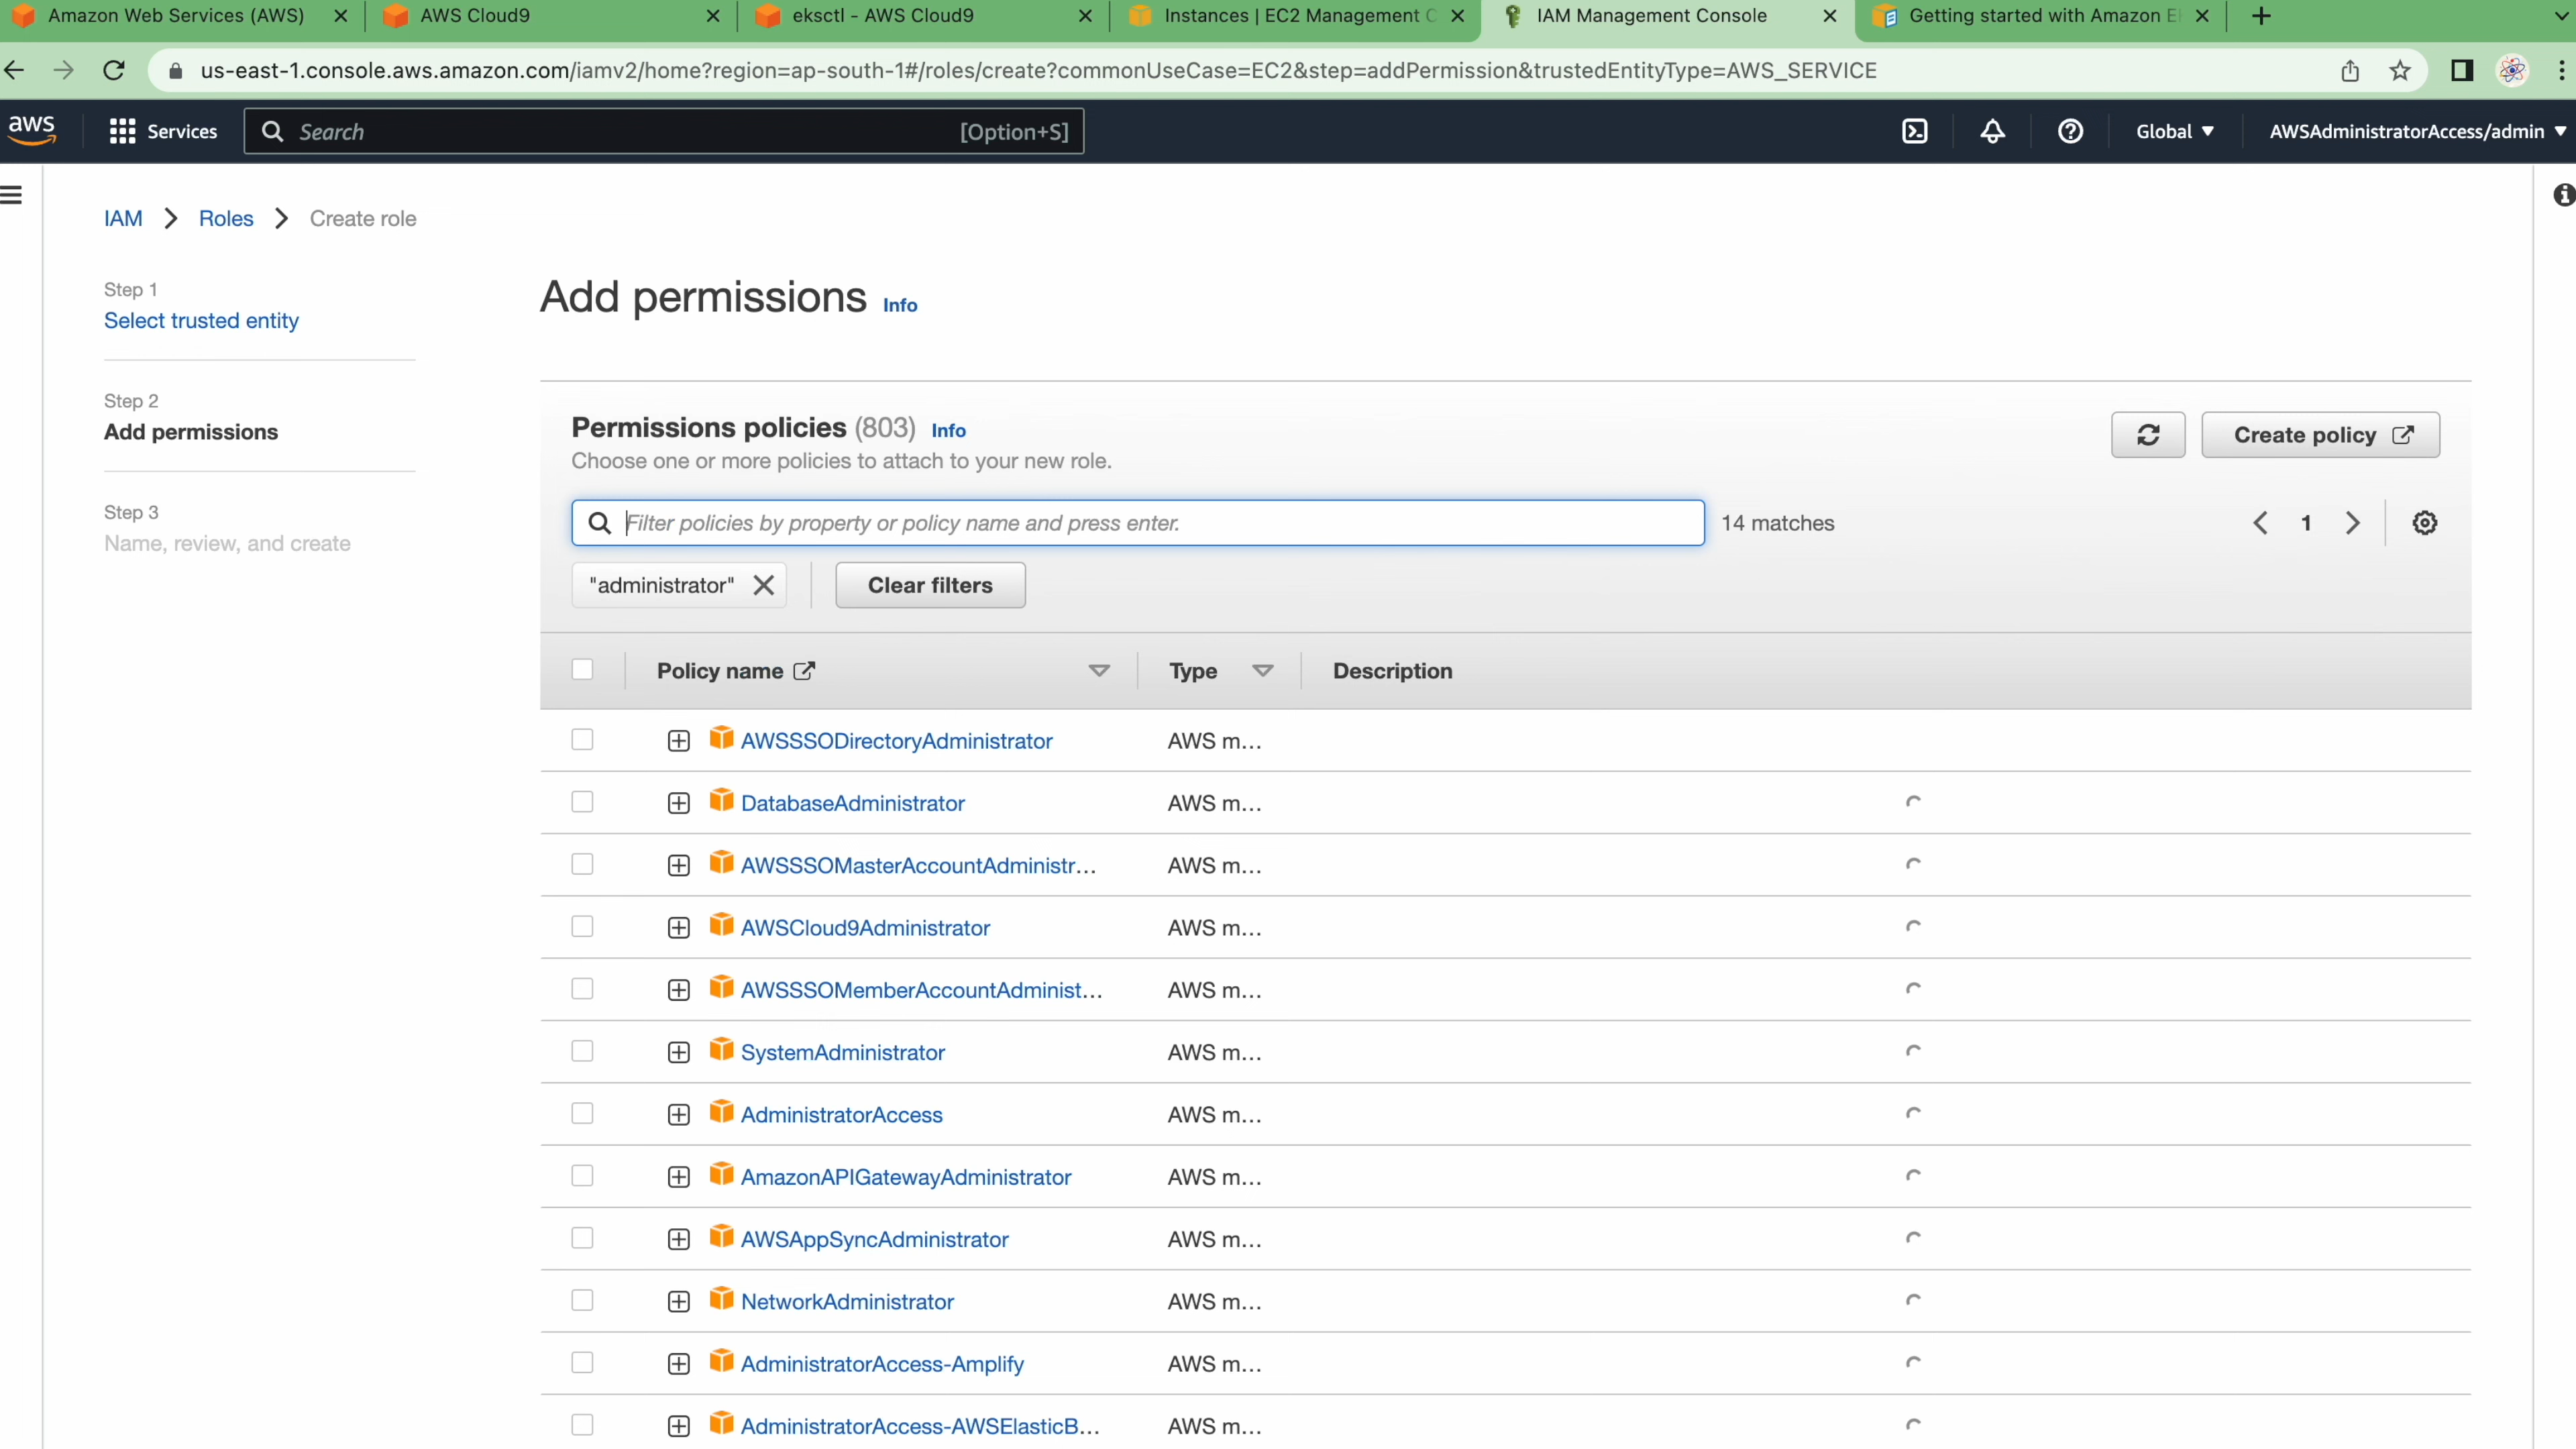 Amazon Web Services (AWS)
AWS Cloud9
eksctl - AWS Cloud9
Instances | EC2 Management C
IAM Management Console
Getting started with Amazon E
us-east-1.console.aws.amazon.com/iamv2/home?region=ap-south-1#/roles/create?commonUseCase=EC2&step=addPermission&trustedEntityType=AWS_SERVICE
aws
Services
Search
[Option+S]
Global
AWSAdministratorAccess/admin
IAM
Roles
Create role
Step 1
Select trusted entity
Step 2
Add permissions
Step 3
Name, review, and create
Add permissions Info
Permissions policies (803) Info
Choose one or more policies to attach to your new role.
Create policy
Filter policies by property or policy name and press enter.
14 matches
1
"administrator"
Clear filters
Policy name Type Description
AWSSSODirectoryAdministrator AWS m...
DatabaseAdministrator AWS m...
AWSSSOMasterAccountAdministr... AWS m...
AWSCloud9Administrator AWS m...
AWSSSOMemberAccountAdminist... AWS m...
SystemAdministrator AWS m...
AdministratorAccess AWS m...
AmazonAPIGatewayAdministrator AWS m...
AWSAppSyncAdministrator AWS m...
NetworkAdministrator AWS m...
AdministratorAccess-Amplify AWS m...
AdministratorAccess-AWSElasticB... AWS m...